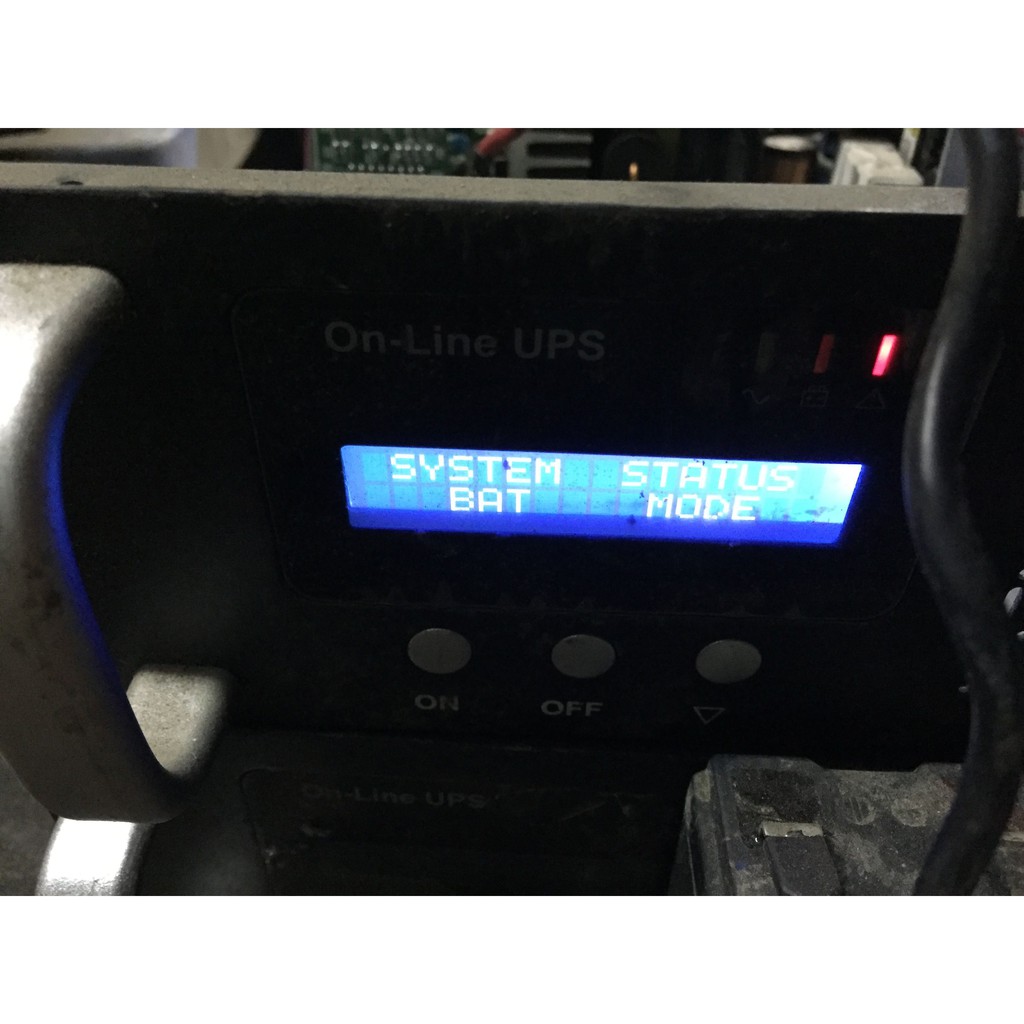 On-Line UPS
SYSTEM STATUS
BAT MODE
ON OFF
On-Line UPS